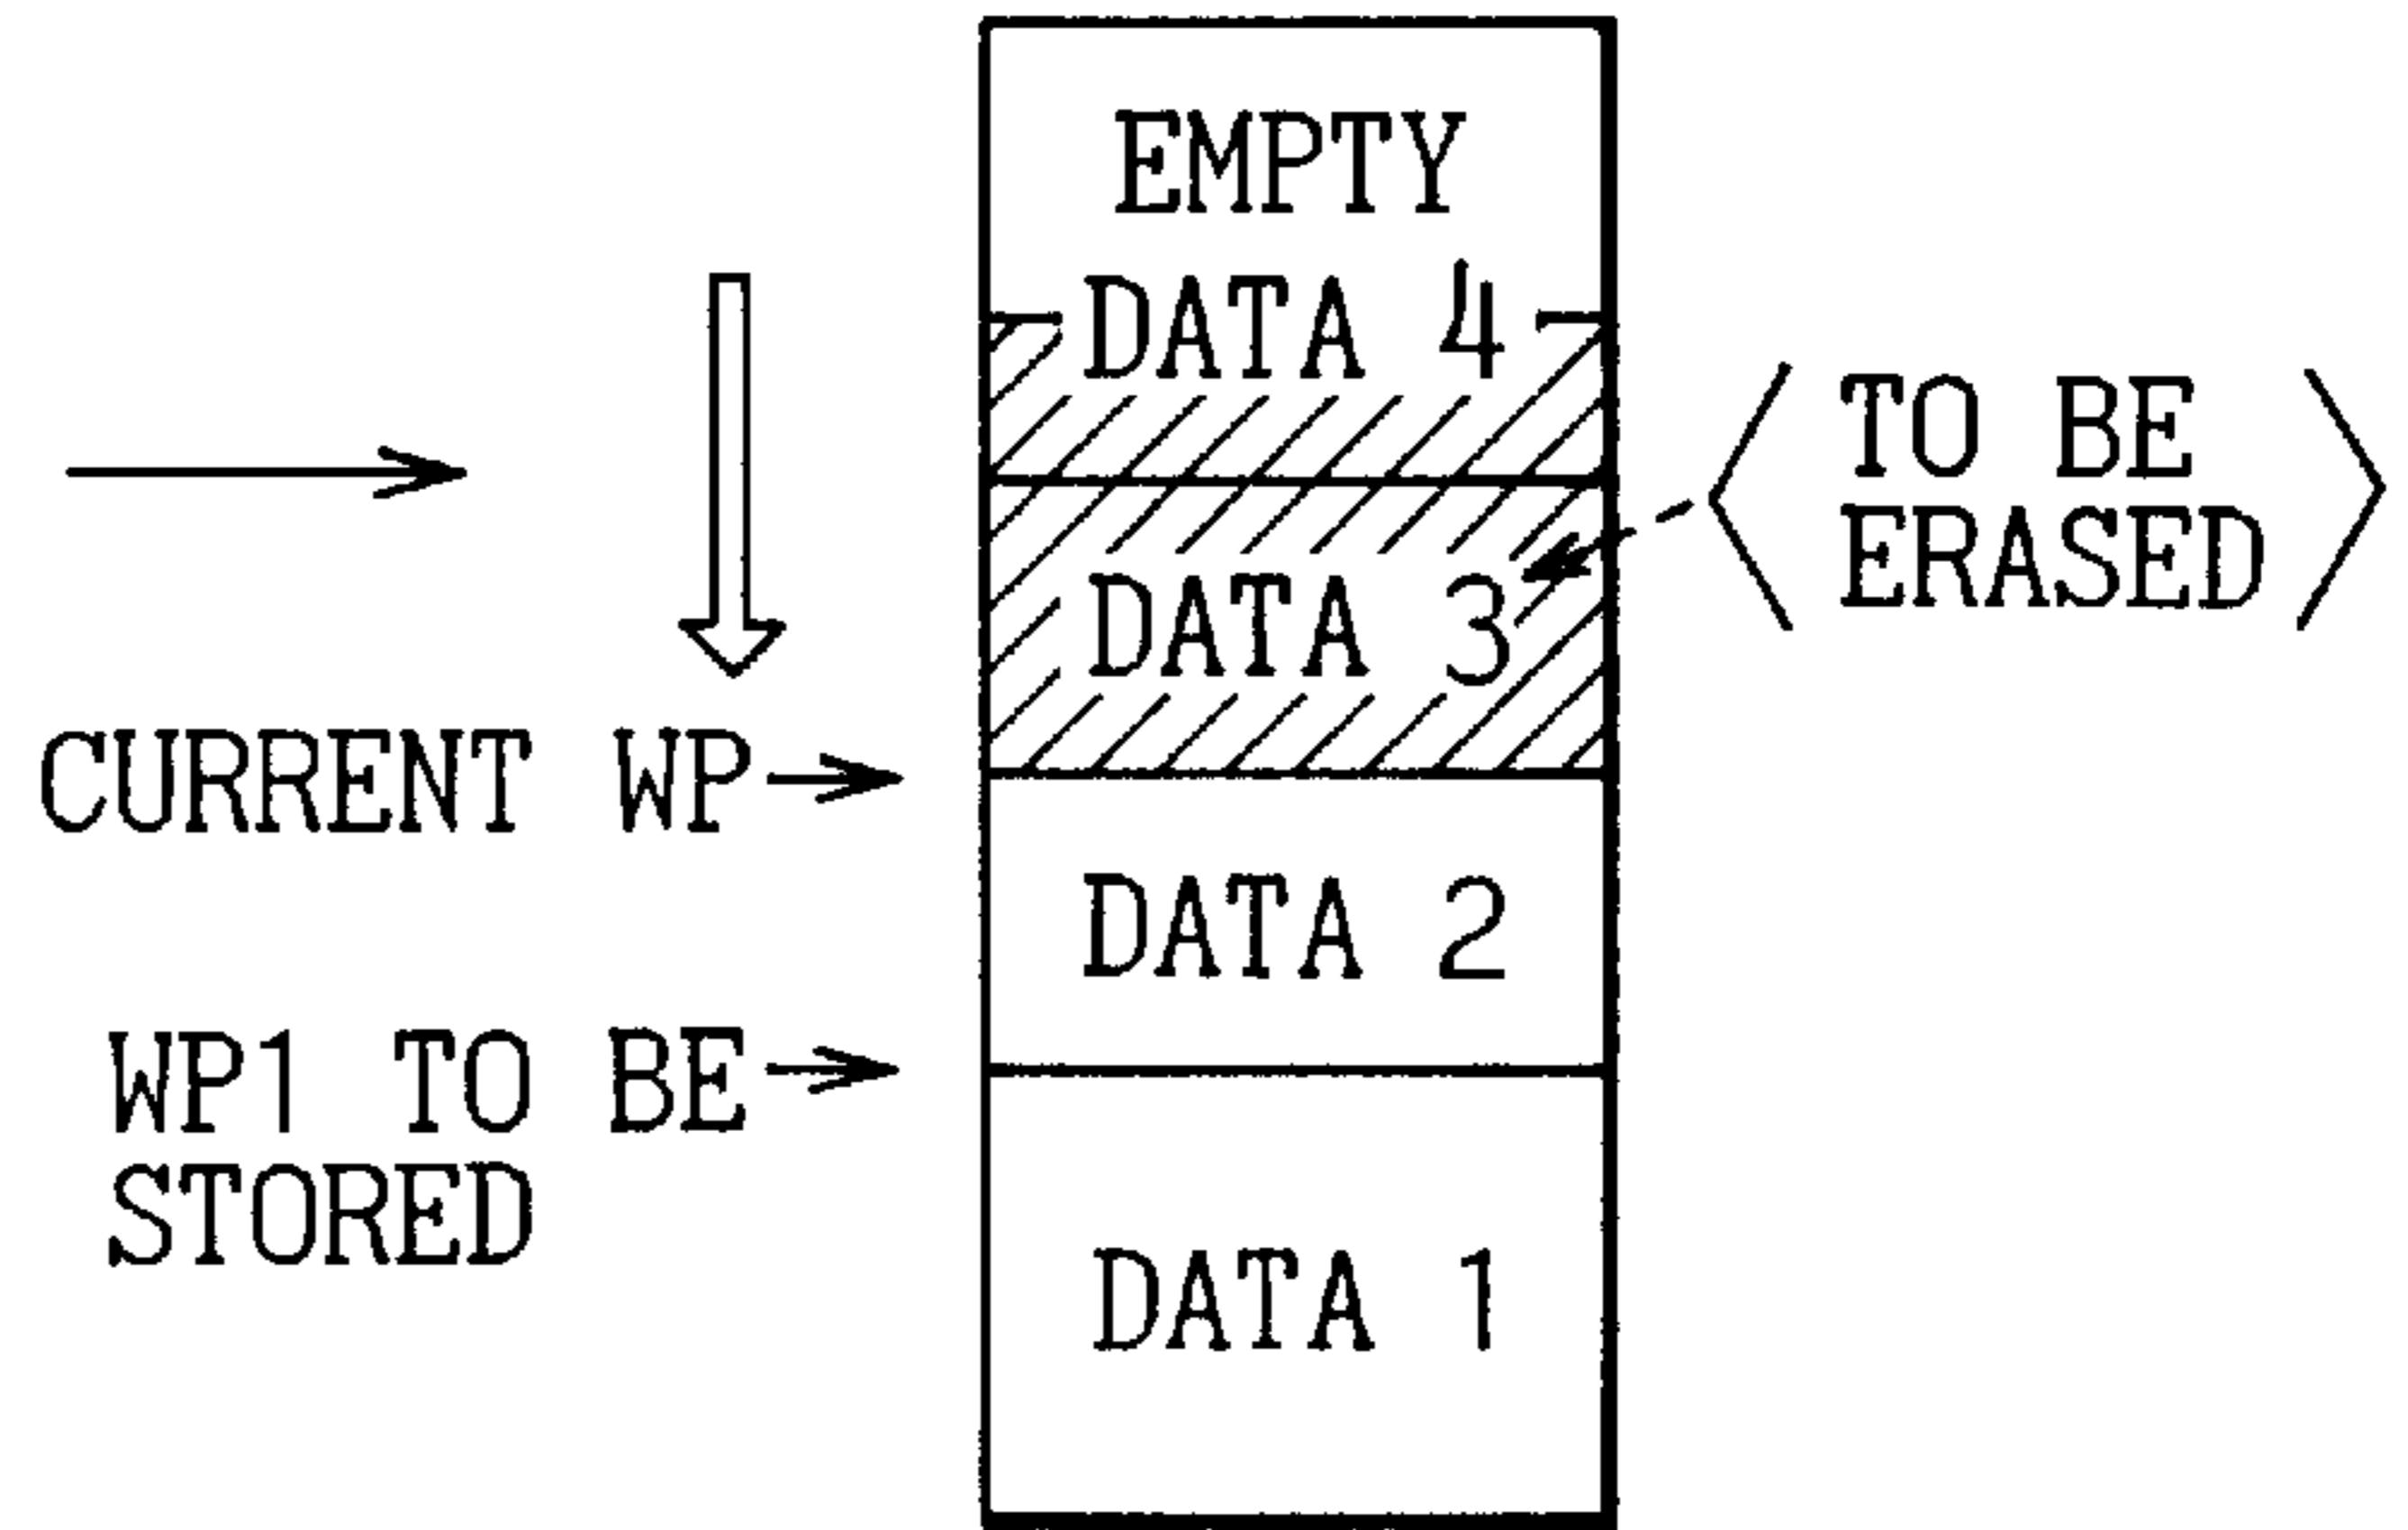 EMPTY
DATA 4
TO BE
ERASED
DATA 3
CURRENT WP
DATA 2
WP1 TO BE
STORED
DATA 1